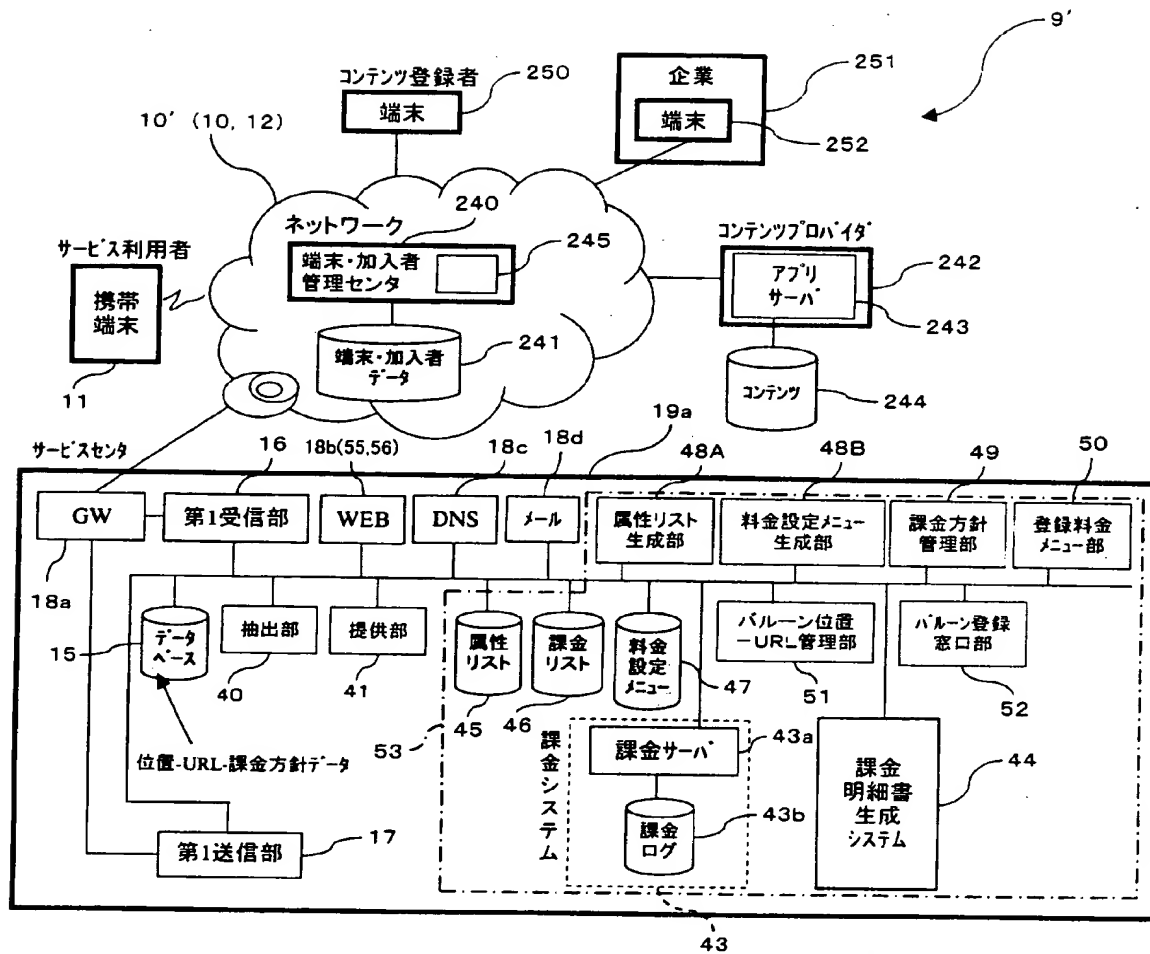 9'
コンテンツ登録者
250
端末
企業
251
端末
252
10' (10, 12)
ネットワーク
240
端末・加入者
管理センタ
245
サービス利用者
携帯
端末
11
端末・加入者
データ
241
コンテンツプロバイダ
アプリ
サーバ
242
243
コンテンツ
244
サービスセンタ
16
18b(55,56)
18c
18d
19a
48A
48B
49
50
GW
第1受信部
WEB
DNS
メール
属性リスト
生成部
料金設定メニュー
生成部
課金方針
管理部
登録料金
メニュー部
18a
15
データ
ベース
抽出部
40
提供部
41
属性
リスト
45
課金
リスト
46
料金
設定
メニュー
47
バルーン位置
-URL管理部
51
バルーン登録
窓口部
52
53
位置-URL-課金方針データ
課金システム
課金サーバ
43a
課金
ログ
43b
課金
明細書
生成
システム
44
第1送信部
17
43